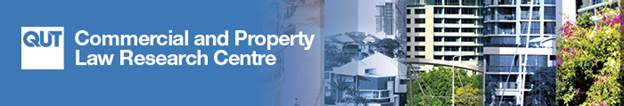 QUT
Commercial and Property
Law Research Centre